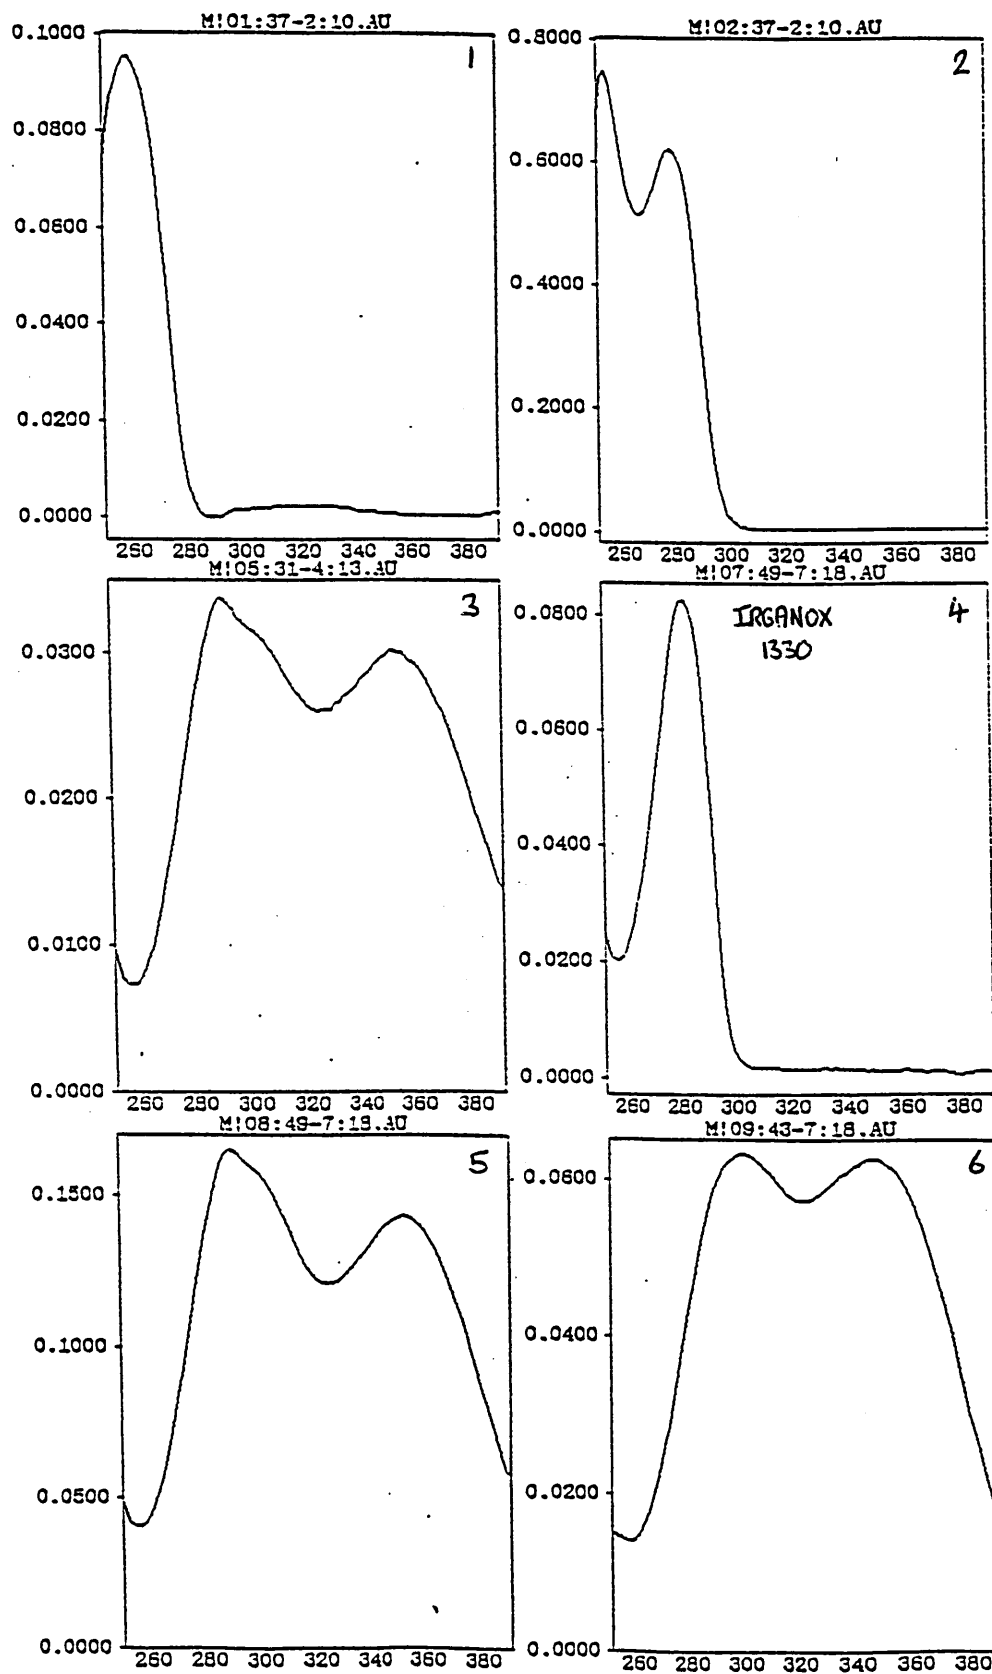 M!01:37-2:10.AU
1
0.1000
0.0800
0.0600
0.0400
0.0200
0.0000
260 280 300 320 340 360 380
M!02:37-2:10.AU
2
0.8000
0.6000
0.4000
0.2000
0.0000
260 280 300 320 340 360 380
M!05:31-4:13.AU
3
0.0300
0.0200
0.0100
0.0000
260 280 300 320 340 360 380
M!07:49-7:18.AU
IRGANOX
1330
4
0.0800
0.0600
0.0400
0.0200
0.0000
260 280 300 320 340 360 380
M!08:49-7:18.AU
5
0.1500
0.1000
0.0500
0.0000
260 280 300 320 340 360 380
M!09:43-7:18.AU
6
0.0600
0.0400
0.0200
0.0000
260 280 300 320 340 360 380